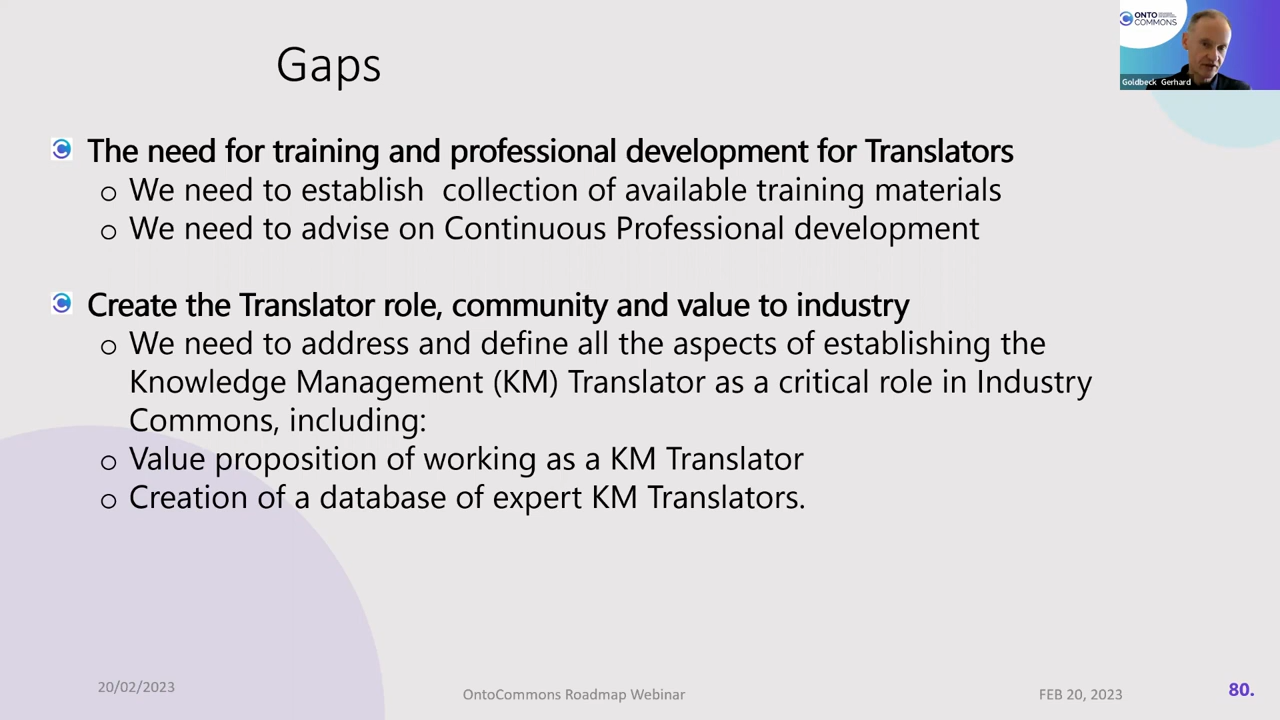 Gaps
ONTO
COMMONS
Goldbeck Gerhard
The need for training and professional development for Translators
o We need to establish collection of available training materials
o We need to advise on Continuous Professional development
Create the Translator role, community and value to industry
o We need to address and define all the aspects of establishing the
Knowledge Management (KM) Translator as a critical role in Industry
Commons, including:
o Value proposition of working as a KM Translator
o Creation of a database of expert KM Translators.
20/02/2023
OntoCommons Roadmap Webinar
FEB 20, 2023
80.